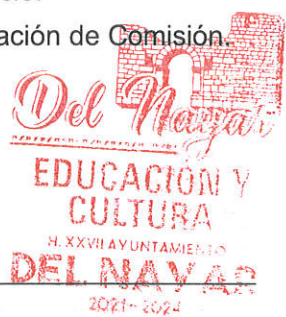 ación de Comisión.
Del Nayar
EDUCACIÓN Y
CULTURA
H. XXVII AYUNTAMIENTO
DEL NAYAR
2021-2024